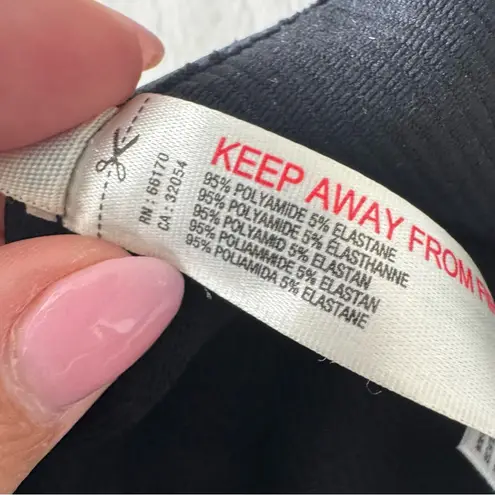 RN : 66170
CA : 32054
KEEP AWAY FROM
95% POLYAMIDE 5% ELASTANE
95% POLYAMIDE 5% ELASTHANNE
95% POLYAMID 5% ELASTAN
95% POLIAMMIDE 5% ELASTAN
95% POLIAMIDA 5% ELASTANE